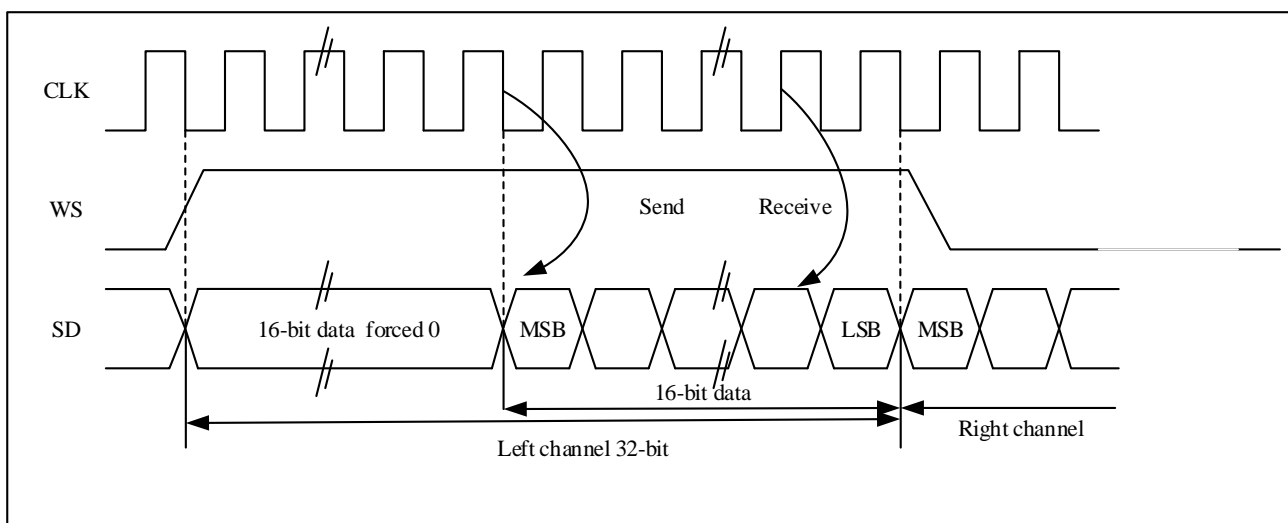 CLK
WS
Send
Receive
SD
16-bit data forced 0
MSB
LSB
MSB
16-bit data
Right channel
Left channel 32-bit